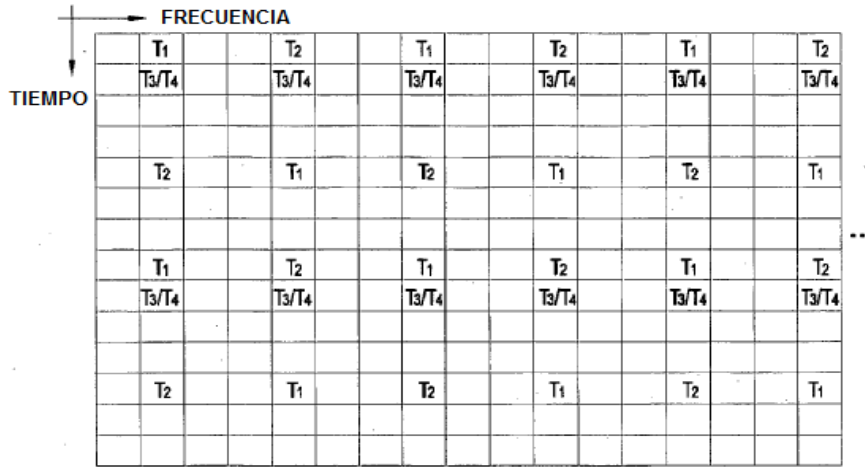 FRECUENCIA
T1 T2 T1 T2 T1 T2
T3/T4 T3/T4 T3/T4 T3/T4 T3/T4 T3/T4
TIEMPO
T2 T1 T2 T1 T2 T1
...
T1 T2 T1 T2 T1 T2
T3/T4 T3/T4 T3/T4 T3/T4 T3/T4 T3/T4
T2 T1 T2 T1 T2 T1